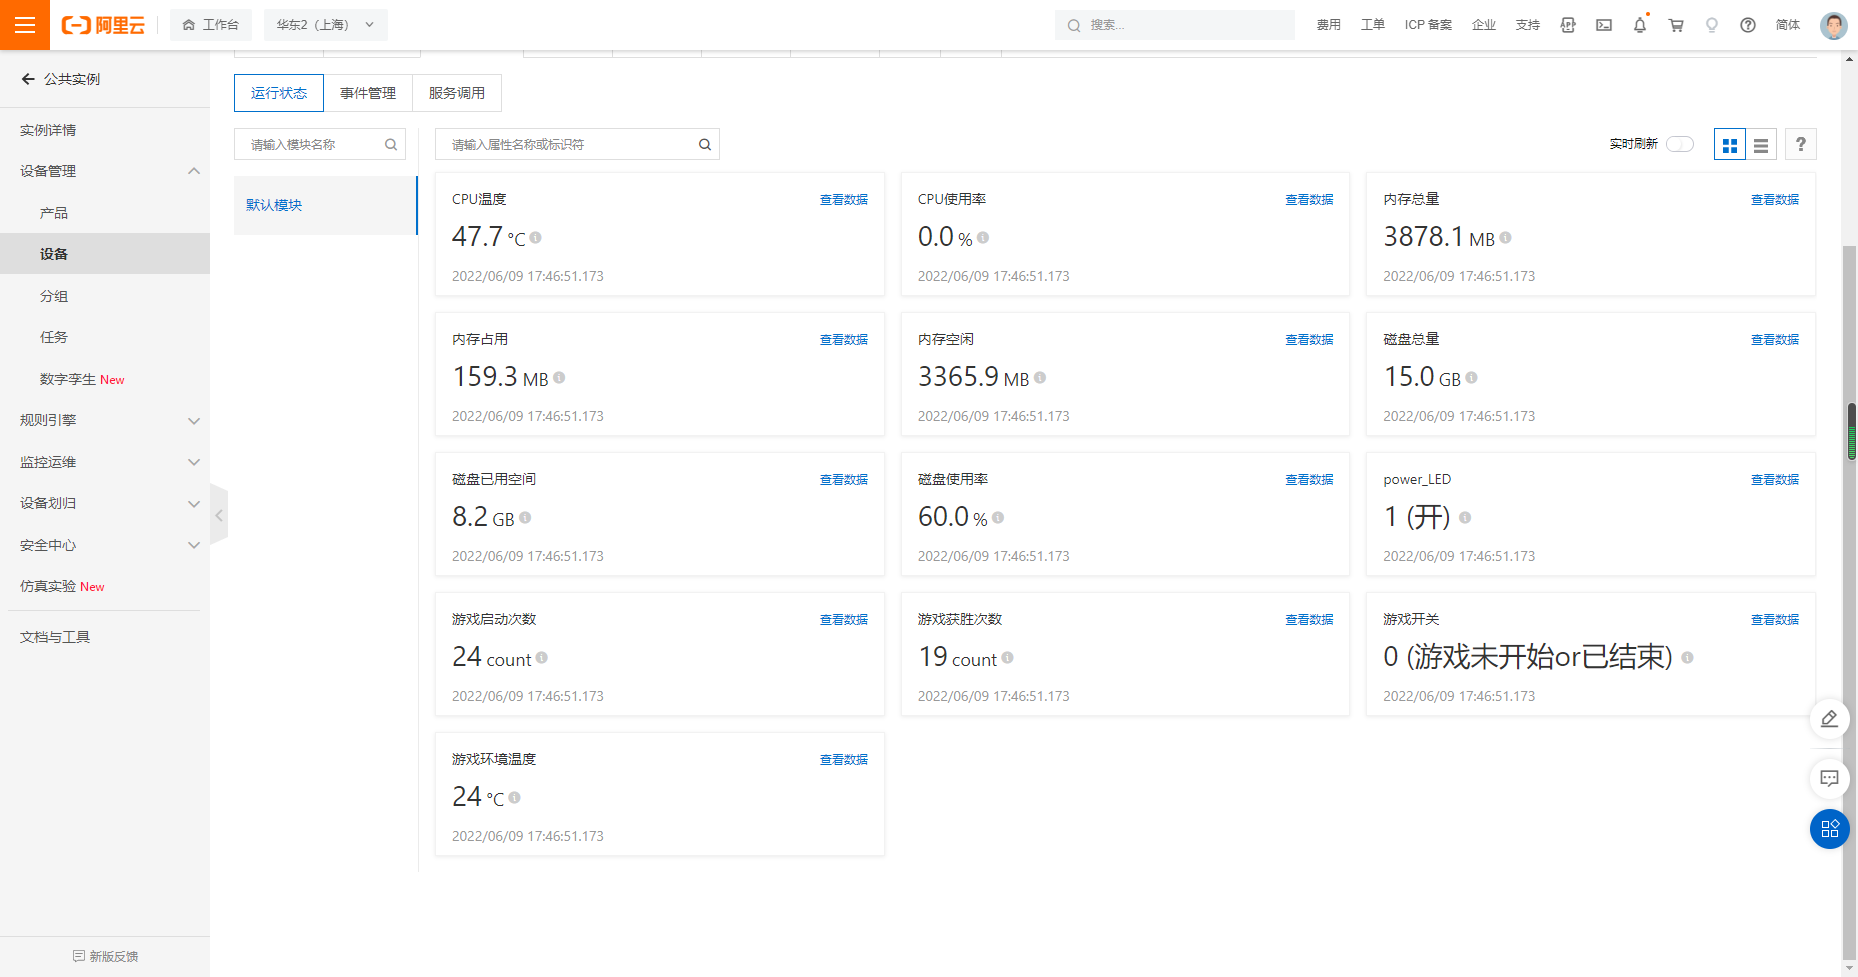 阿里云
工作台
华东2（上海）
搜索...
费用
工单
ICP 备案
企业
支持
简体
公共实例
实例详情
设备管理
产品
设备
分组
任务
数字孪生 New
规则引擎
监控运维
设备划归
安全中心
仿真实验 New
文档与工具
新版反馈
运行状态
事件管理
服务调用
请输入模块名称
请输入属性名称或标识符
实时刷新
?
默认模块
CPU温度 查看数据
47.7 °C
2022/06/09 17:46:51.173
CPU使用率 查看数据
0.0 %
2022/06/09 17:46:51.173
内存总量 查看数据
3878.1 MB
2022/06/09 17:46:51.173
内存占用 查看数据
159.3 MB
2022/06/09 17:46:51.173
内存空闲 查看数据
3365.9 MB
2022/06/09 17:46:51.173
磁盘总量 查看数据
15.0 GB
2022/06/09 17:46:51.173
磁盘已用空间 查看数据
8.2 GB
2022/06/09 17:46:51.173
磁盘使用率 查看数据
60.0 %
2022/06/09 17:46:51.173
power_LED 查看数据
1 (开)
2022/06/09 17:46:51.173
游戏启动次数 查看数据
24 count
2022/06/09 17:46:51.173
游戏获胜次数 查看数据
19 count
2022/06/09 17:46:51.173
游戏开关 查看数据
0 (游戏未开始or已结束)
2022/06/09 17:46:51.173
游戏环境温度 查看数据
24 °C
2022/06/09 17:46:51.173